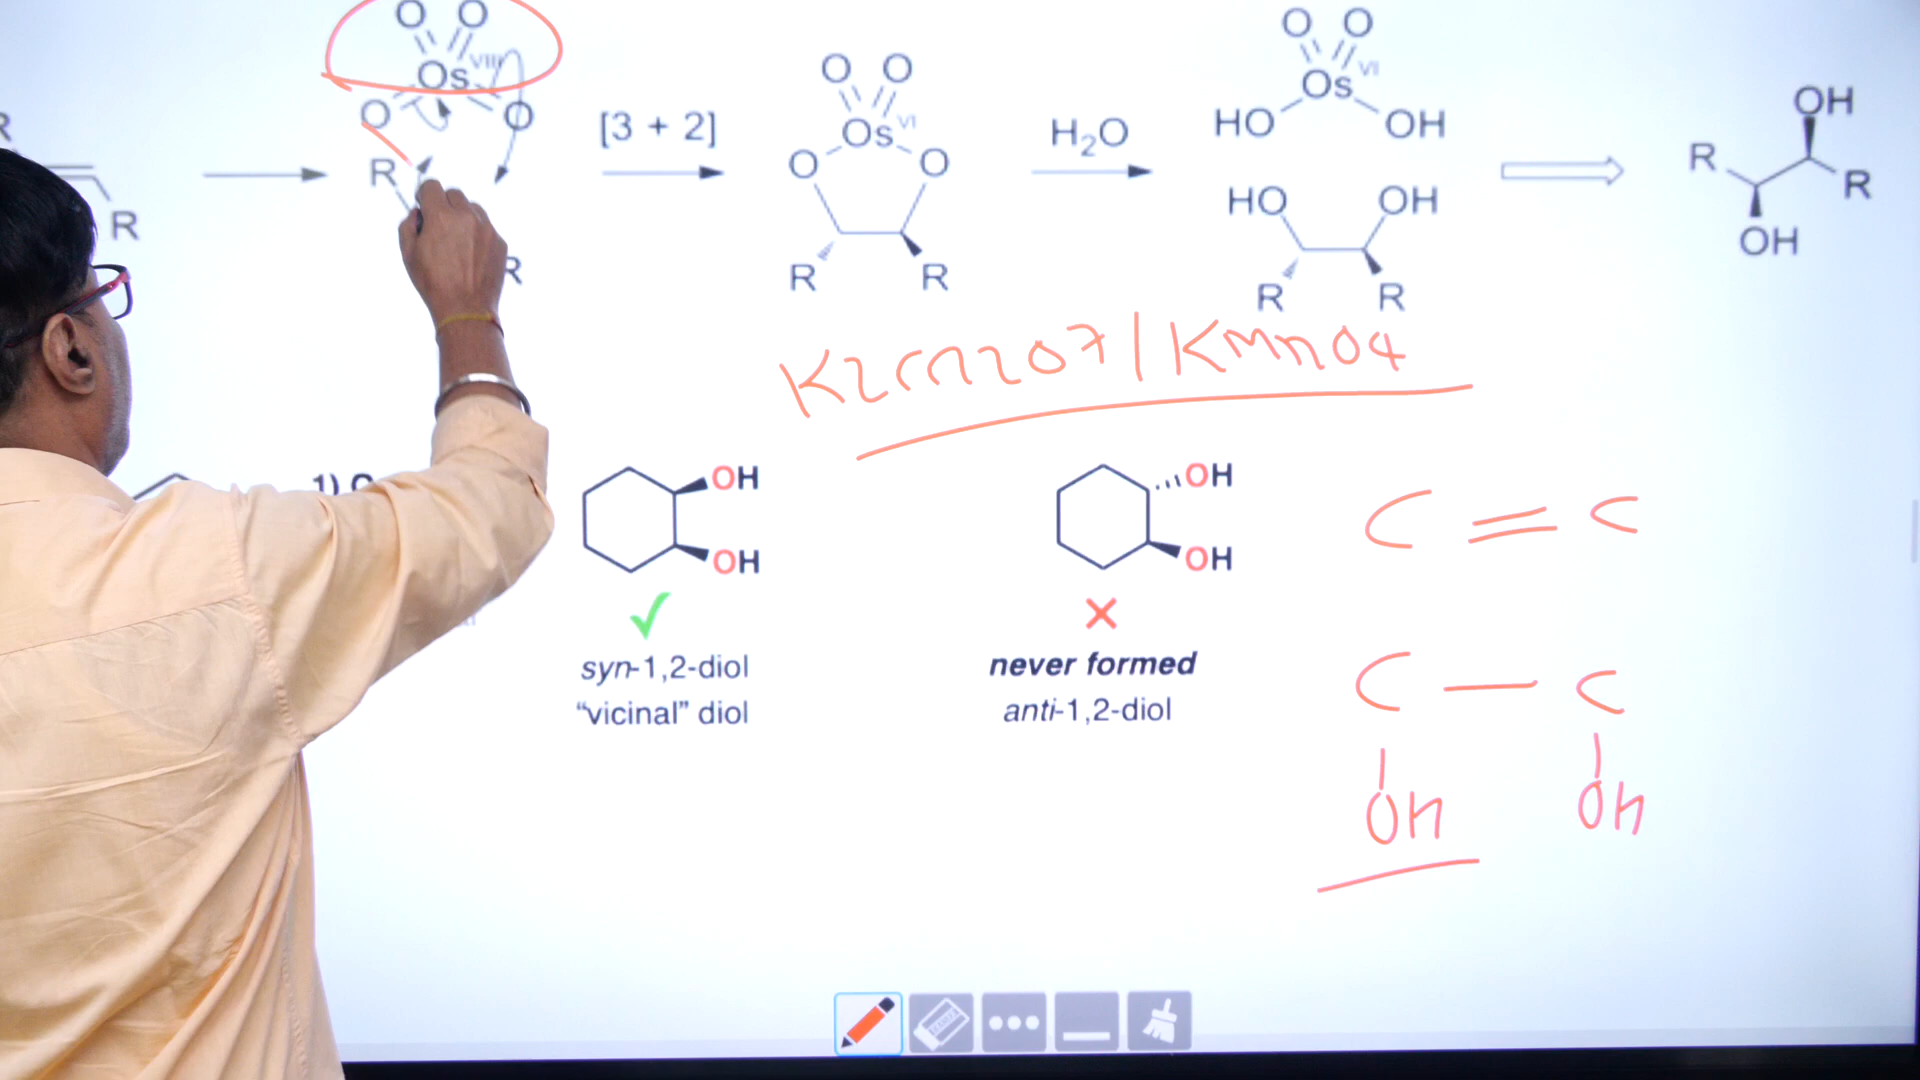 O O
Os VIII
O O
R
R
R
R
[3 + 2]
O O
Os VI
O O
R R
H2O
O O
Os VI
HO OH
HO OH
R R
OH
R
R
OH
K2Cr2O7 / KMnO4
1)
OH
OH
syn-1,2-diol
“vicinal” diol
OH
OH
never formed
anti-1,2-diol
C = C
C — C
OH OH